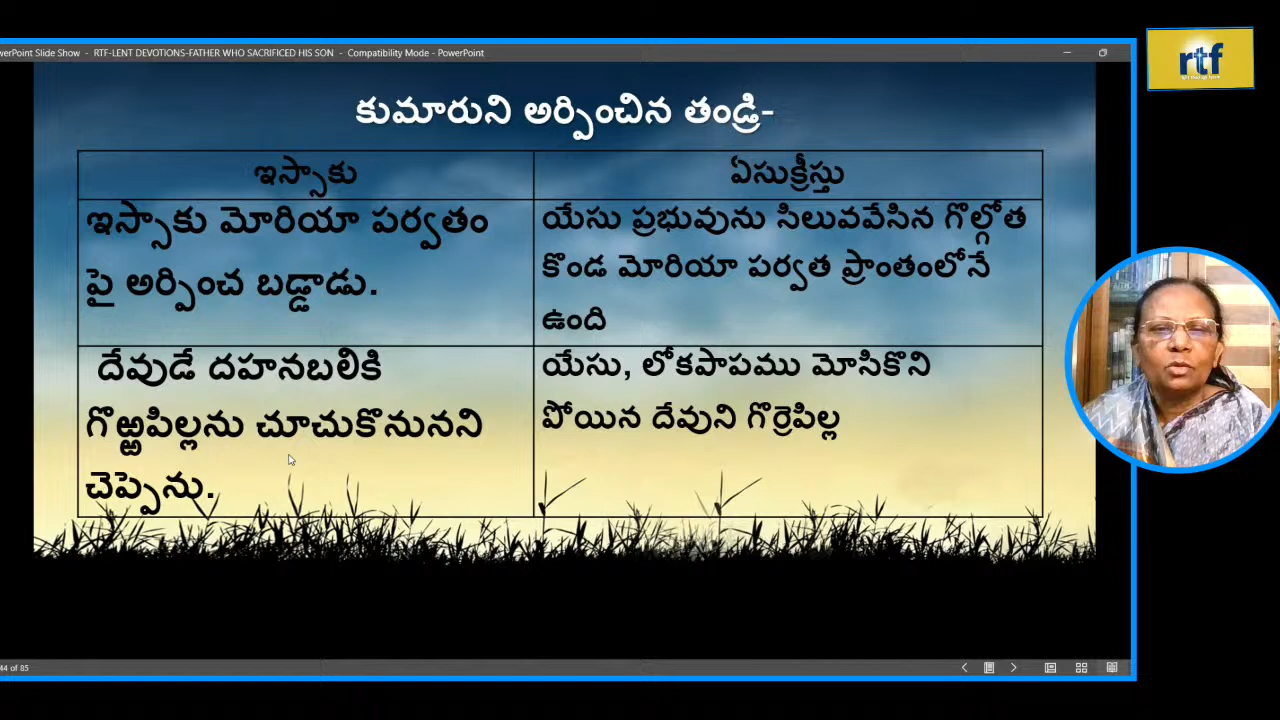 werPoint Slide Show - RTF-LENT DEVOTIONS-FATHER WHO SACRIFICED HIS SON - Compatibility Mode - PowerPoint
rtf
కుమారుని అర్పించిన తండ్రి-
ఇస్సాకు
ఏసుక్రీస్తు
ఇస్సాకు మోరియా పర్వతం
పై అర్పించ బడ్డాడు.
యేసు ప్రభువును సిలువవేసిన గొల్గోత
కొండ మోరియా పర్వత ప్రాంతంలోనే
ఉంది
దేవుడే దహనబలికి
గొఱ్ఱపిల్లను చూచుకొనునని
చెప్పెను.
యేసు, లోకపాపము మోసికొని
పోయిన దేవుని గొర్రెపిల్ల
44 of 85